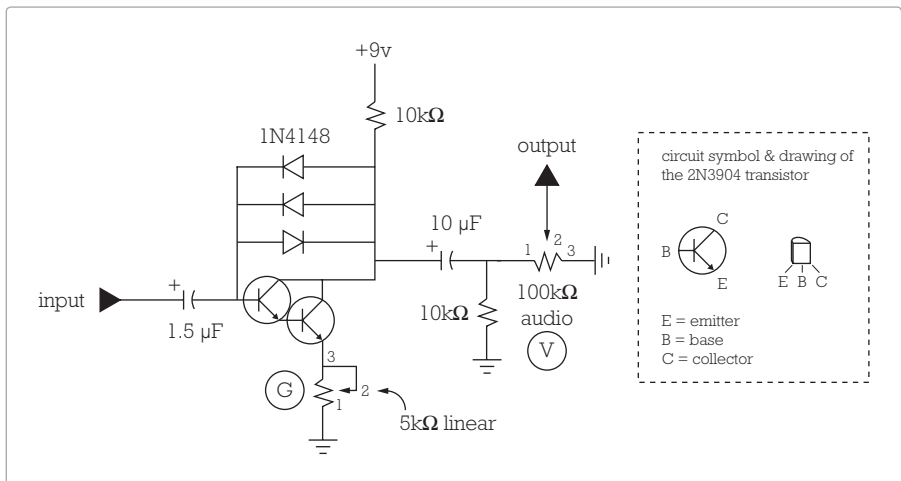 +9v
10kΩ
1N4148
output
10 µF
+
1
2
3
input
+
1.5 µF
10kΩ
100kΩ
audio
V
3
G
2
1
5kΩ linear
circuit symbol & drawing of
the 2N3904 transistor
C
B
E
E B C
E = emitter
B = base
C = collector